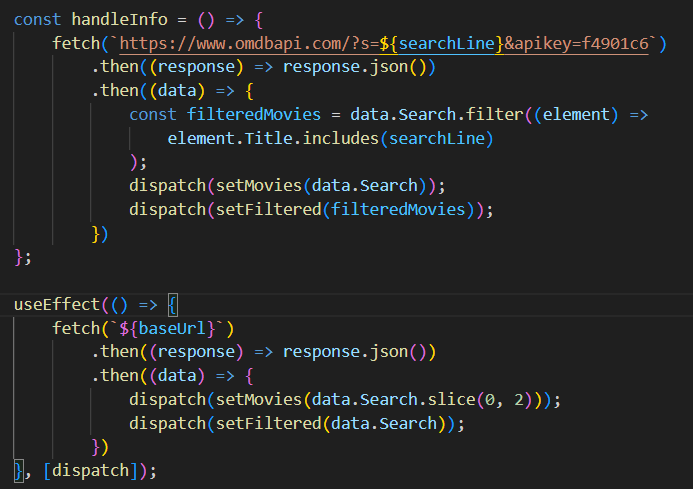 const handleInfo = () => {
fetch(`https://www.omdbapi.com/?s=${searchLine}&apikey=f4901c6`)
.then((response) => response.json())
.then((data) => {
const filteredMovies = data.Search.filter((element) =>
element.Title.includes(searchLine)
);
dispatch(setMovies(data.Search));
dispatch(setFiltered(filteredMovies));
})
};
useEffect(() => {
fetch(`${baseUrl}`)
.then((response) => response.json())
.then((data) => {
dispatch(setMovies(data.Search.slice(0, 2)));
dispatch(setFiltered(data.Search));
})
}, [dispatch]);